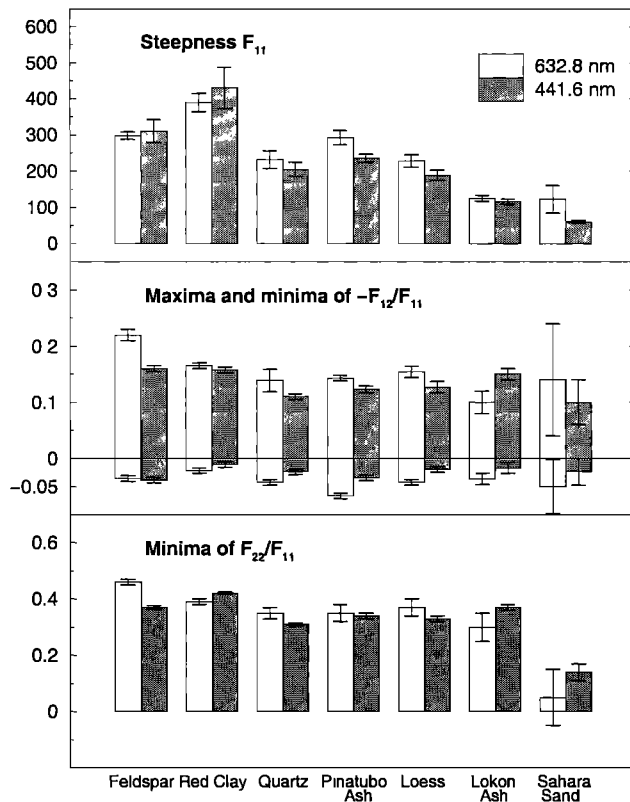 Steepness F11
632.8 nm
441.6 nm
600
500
400
300
200
100
0
Maxima and minima of −F12/F11
0 3
0 2
0.1
0
−0.05
Minima of F22/F11
0.6
0.4
0.2
0
Feldspar Red Clay Quartz Pinatubo Ash Loess Lokon Ash Sahara Sand